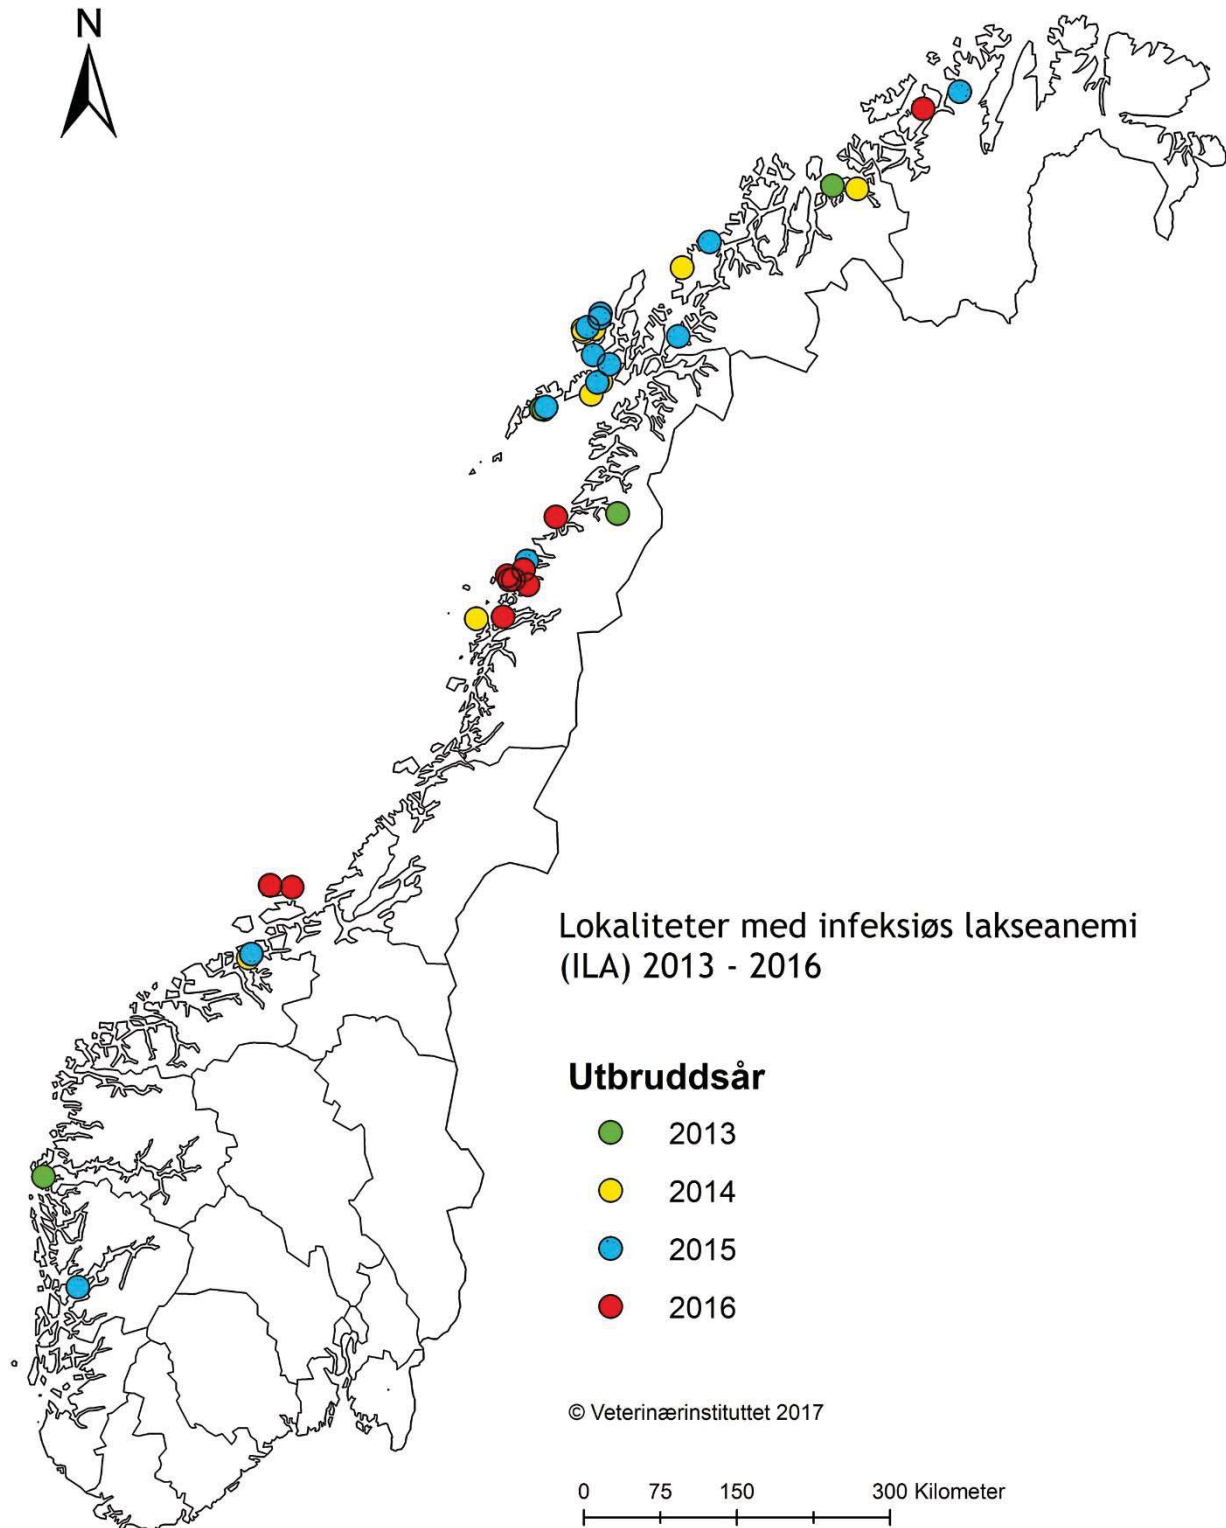 N
Lokaliteter med infeksiøs lakseanemi
(ILA) 2013 - 2016
Utbruddsår
2013
2014
2015
2016
© Veterinærinstituttet 2017
0 75 150 300 Kilometer